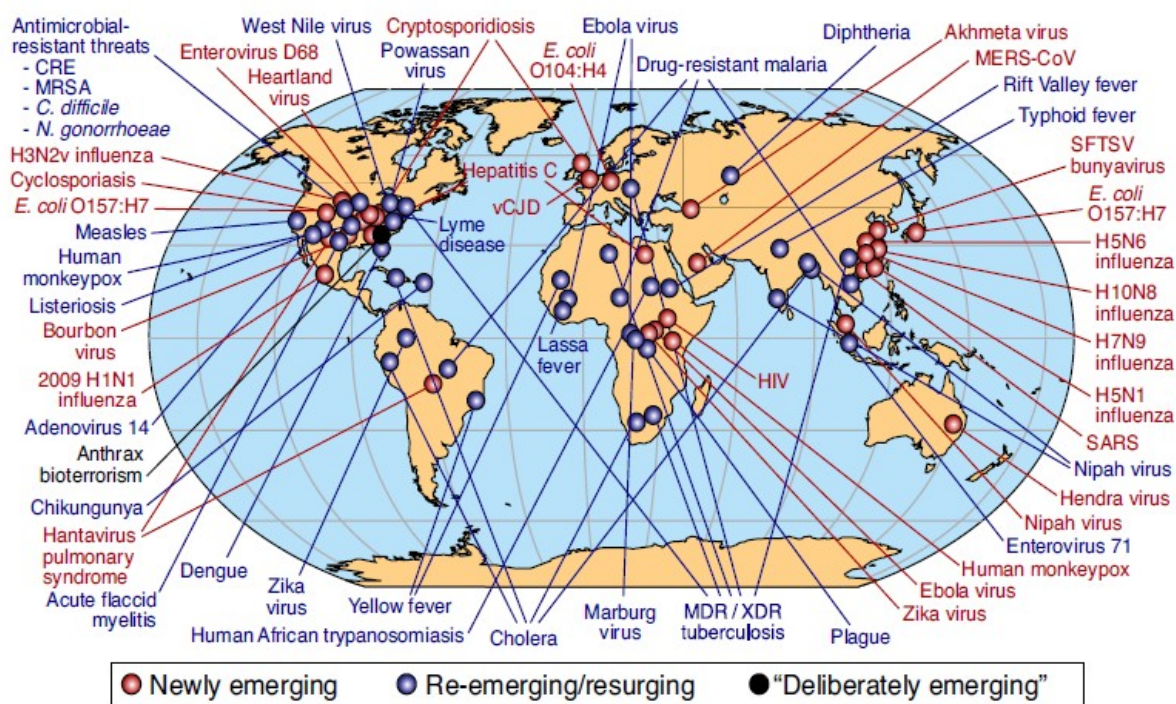 Antimicrobial-
resistant threats
- CRE
- MRSA
- C. difficile
- N. gonorrhoeae
H3N2v influenza
Cyclosporiasis
E. coli O157:H7
Measles
Human
monkeypox
Listeriosis
Bourbon
virus
2009 H1N1
influenza
Adenovirus 14
Anthrax
bioterrorism
Chikungunya
Hantavirus
pulmonary
syndrome
Acute flaccid
myelitis
West Nile virus
Enterovirus D68
Heartland
virus
Cryptosporidiosis
Powassan
virus
E. coli
O104:H4
Ebola virus
Drug-resistant malaria
Diphtheria
Akhmeta virus
MERS-CoV
Rift Valley fever
Typhoid fever
SFTSV
bunyavirus
E. coli
O157:H7
H5N6
influenza
H10N8
influenza
H7N9
influenza
H5N1
influenza
SARS
Nipah virus
Hendra virus
Nipah virus
Enterovirus 71
Human monkeypox
Ebola virus
Zika virus
Hepatitis C
vCJD
Lyme
disease
Lassa
fever
HIV
Dengue
Zika
virus
Yellow fever
Human African trypanosomiasis
Cholera
Marburg
virus
MDR / XDR
tuberculosis
Plague
Newly emerging
Re-emerging/resurging
"Deliberately emerging"